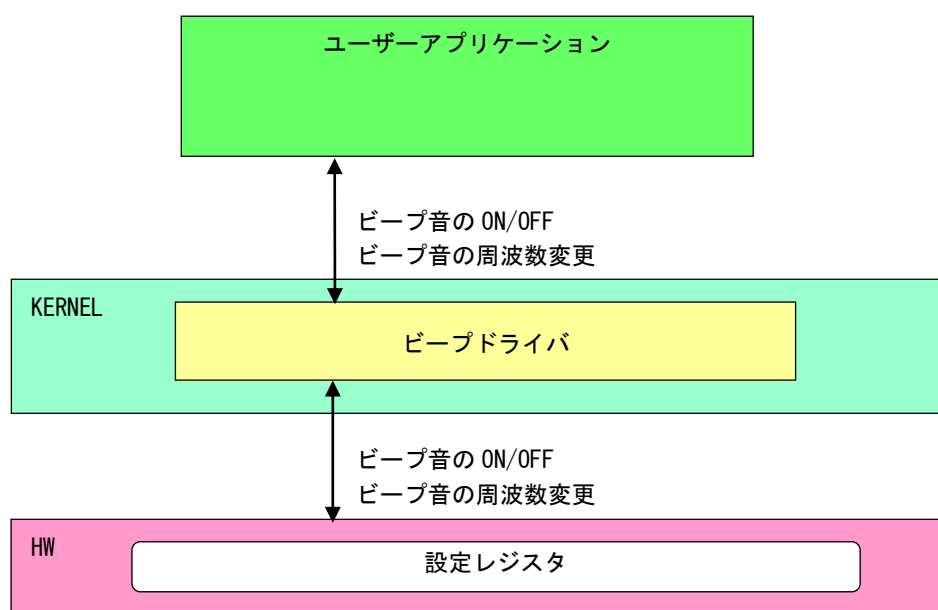 ユーザーアプリケーション
ビープ音の ON/OFF
ビープ音の周波数変更
KERNEL
ビープドライバ
ビープ音の ON/OFF
ビープ音の周波数変更
HW
設定レジスタ